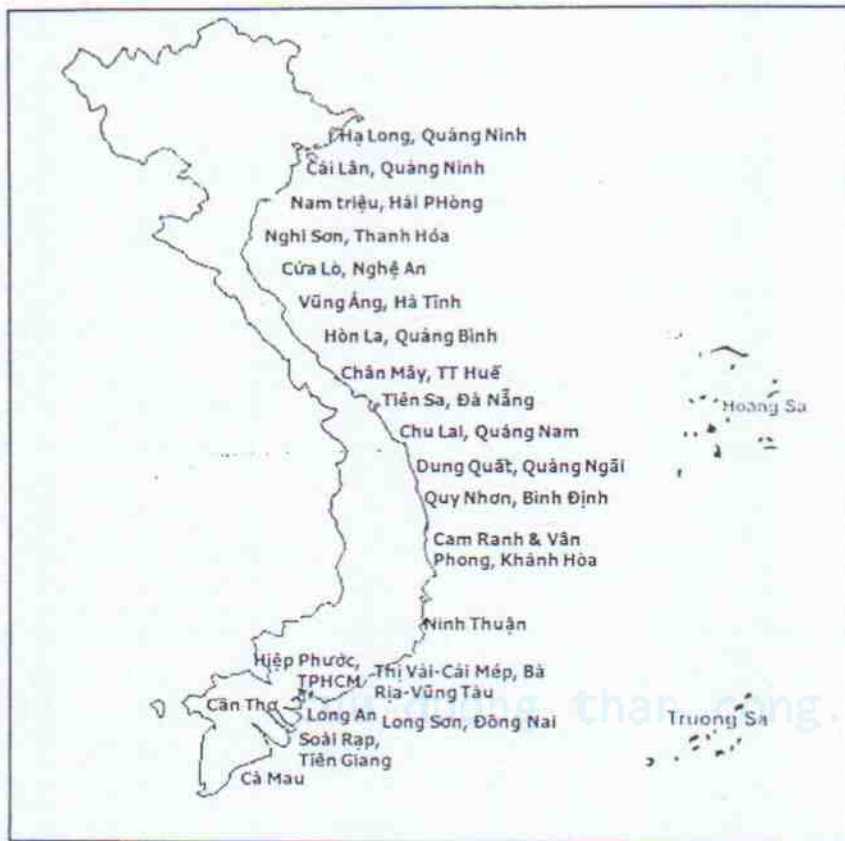 Hạ Long, Quảng Ninh
Cái Lân, Quảng Ninh
Nam triệu, Hải PHòng
Nghi Sơn, Thanh Hóa
Cửa Lò, Nghệ An
Vũng Áng, Hà Tĩnh
Hòn La, Quảng Bình
Chân Mây, TT Huế
Tiên Sa, Đà Nẵng
Hoang Sa
Chu Lai, Quảng Nam
Dung Quất, Quảng Ngãi
Quy Nhơn, Bình Định
Cam Ranh & Vân
Phong, Khánh Hòa
Ninh Thuận
Hiệp Phước,
TPHCM
Thị Vải-Cái Mép, Bà
Rịa-Vũng Tàu
Cần Thơ
Long An
Long Sơn, Đồng Nai
Truong Sa
Soài Rạp,
Tiền Giang
Cà Mau
than cong.